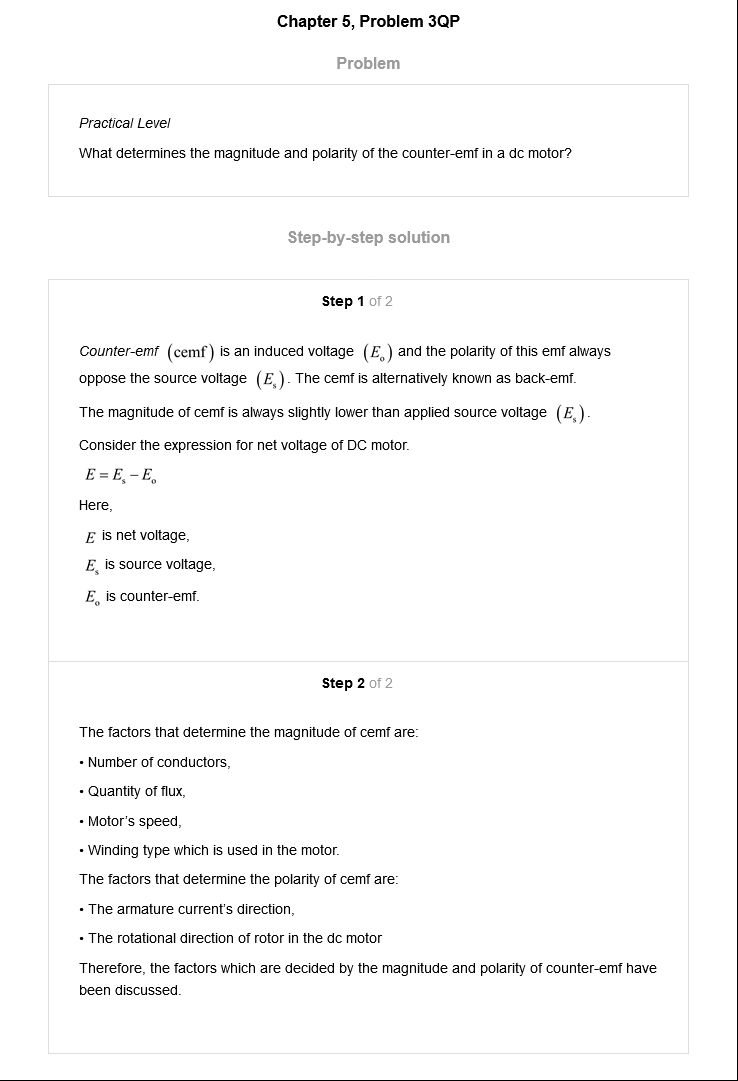 Chapter 5, Problem 3QP
Problem
Practical Level
What determines the magnitude and polarity of the counter-emf in a dc motor?
Step-by-step solution
Step 1 of 2
Counter-emf (cemf) is an induced voltage (Eₒ) and the polarity of this emf always
oppose the source voltage (Eₛ). The cemf is alternatively known as back-emf.
The magnitude of cemf is always slightly lower than applied source voltage (Eₛ).
Consider the expression for net voltage of DC motor.
E = Eₛ − Eₒ
Here,
E is net voltage,
Eₛ is source voltage,
Eₒ is counter-emf.
Step 2 of 2
The factors that determine the magnitude of cemf are:
• Number of conductors,
• Quantity of flux,
• Motor’s speed,
• Winding type which is used in the motor.
The factors that determine the polarity of cemf are:
• The armature current’s direction,
• The rotational direction of rotor in the dc motor
Therefore, the factors which are decided by the magnitude and polarity of counter-emf have
been discussed.